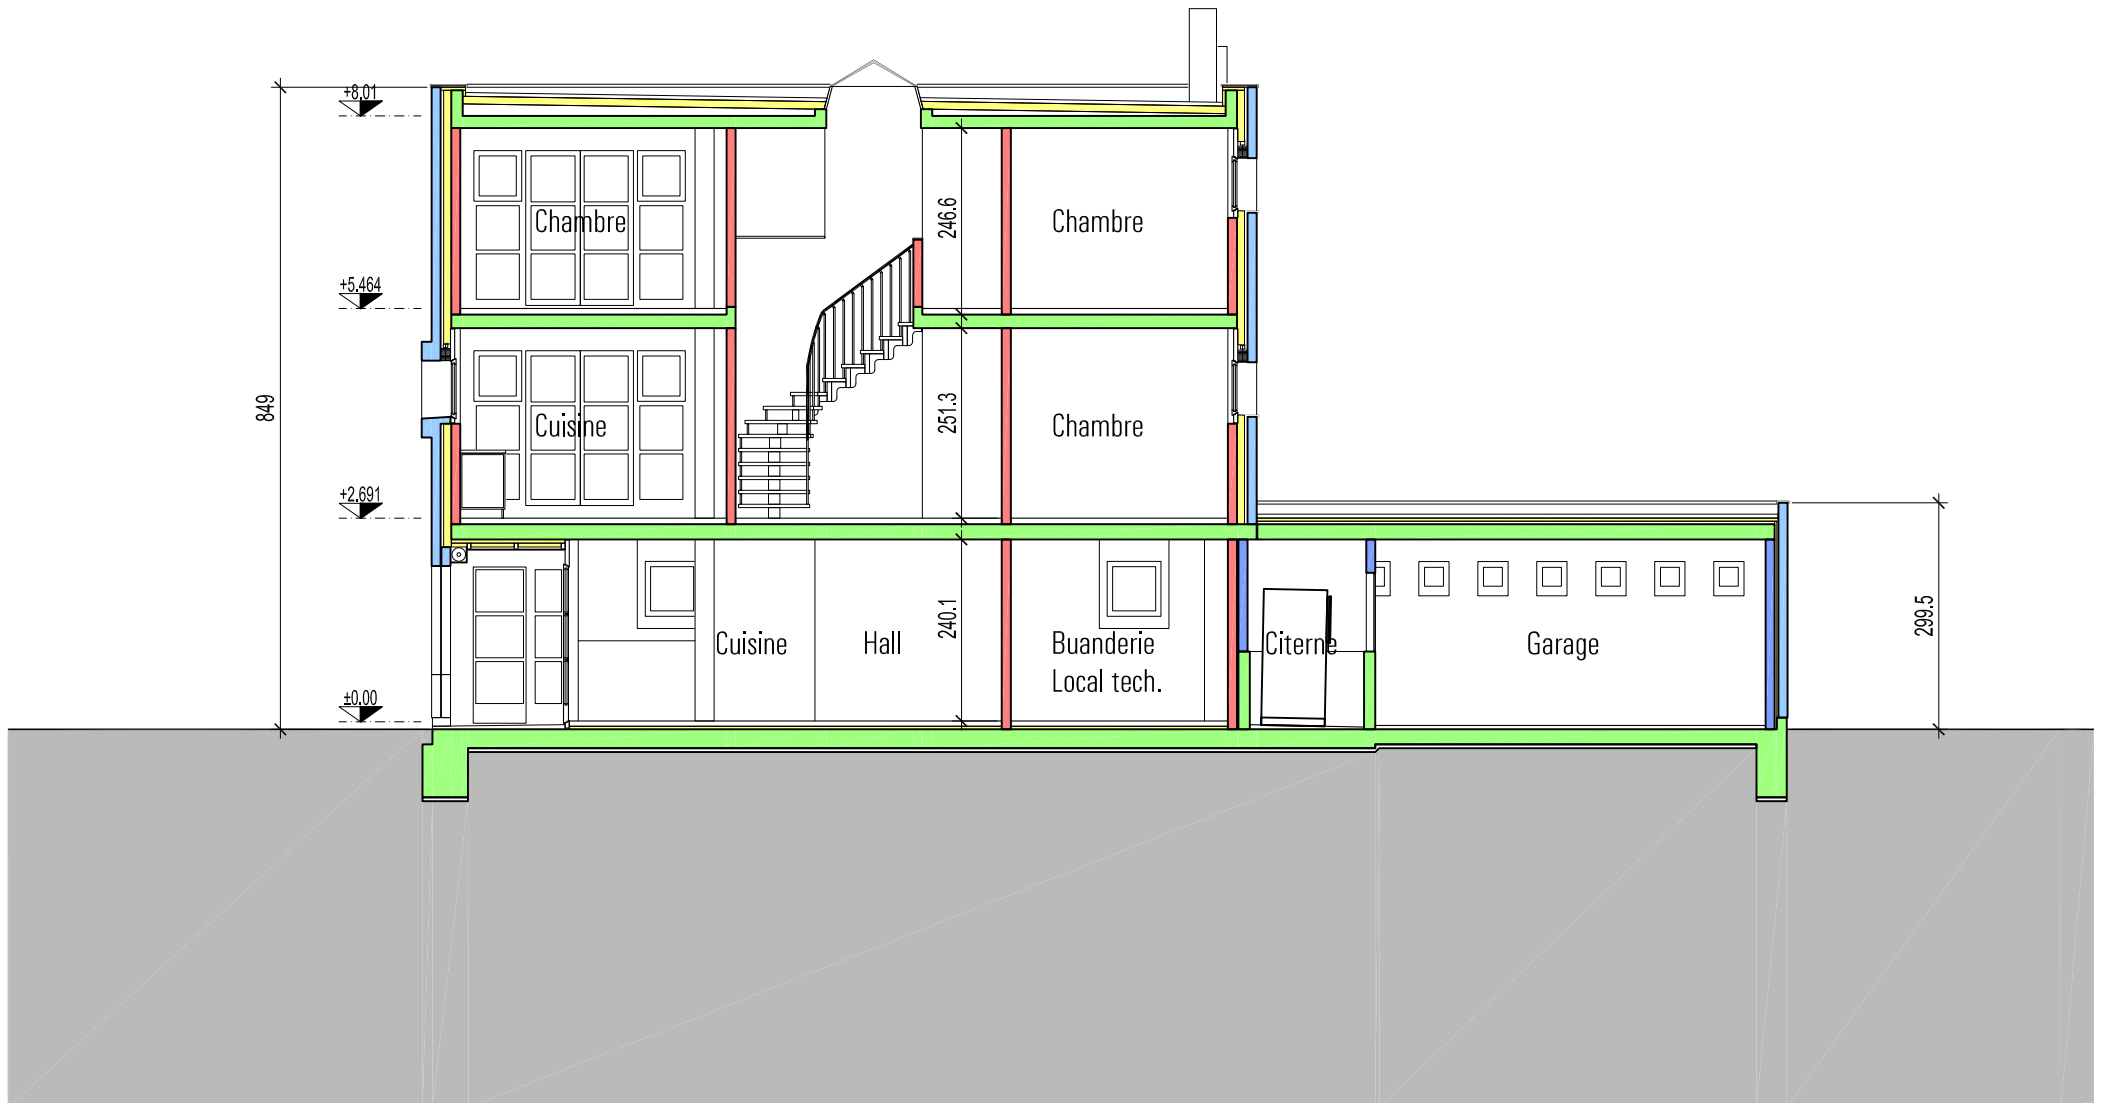 +8.01
246.6
Chambre
Chambre
+5.464
849
251.3
Cuisine
Chambre
+2.691
299.5
240.1
Cuisine
Hall
Buanderie
Local tech.
Citerne
Garage
±0.00